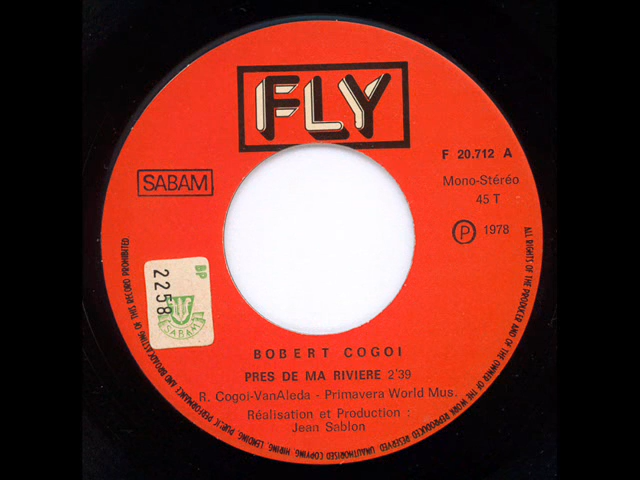 FLY
F 20.712 A
SABAM
Mono-Stéréo
45 T
P 1978
BP
2258
SABAM
BOBERT COGOI
PRES DE MA RIVIERE 2'39
R. Cogoi-VanAleda - Primavera World Mus.
Réalisation et Production :
Jean Sablon
ALL RIGHTS OF THE PRODUCER AND OF THE OWNER OF THE WORK REPRODUCED RESERVED. UNAUTHORISED COPYING, HIRING, LENDING, PUBLIC PERFORMANCE AND BROADCASTING OF THIS RECORD PROHIBITED.